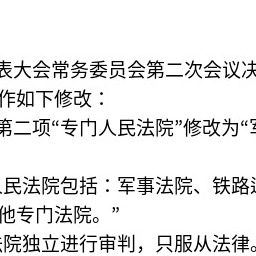 表大会常务委员会第二次会议决
作如下修改：
第二项“专门人民法院”修改为“军
人民法院包括：军事法院、铁路运
他专门法院。”
法院独立进行审判，只服从法律。